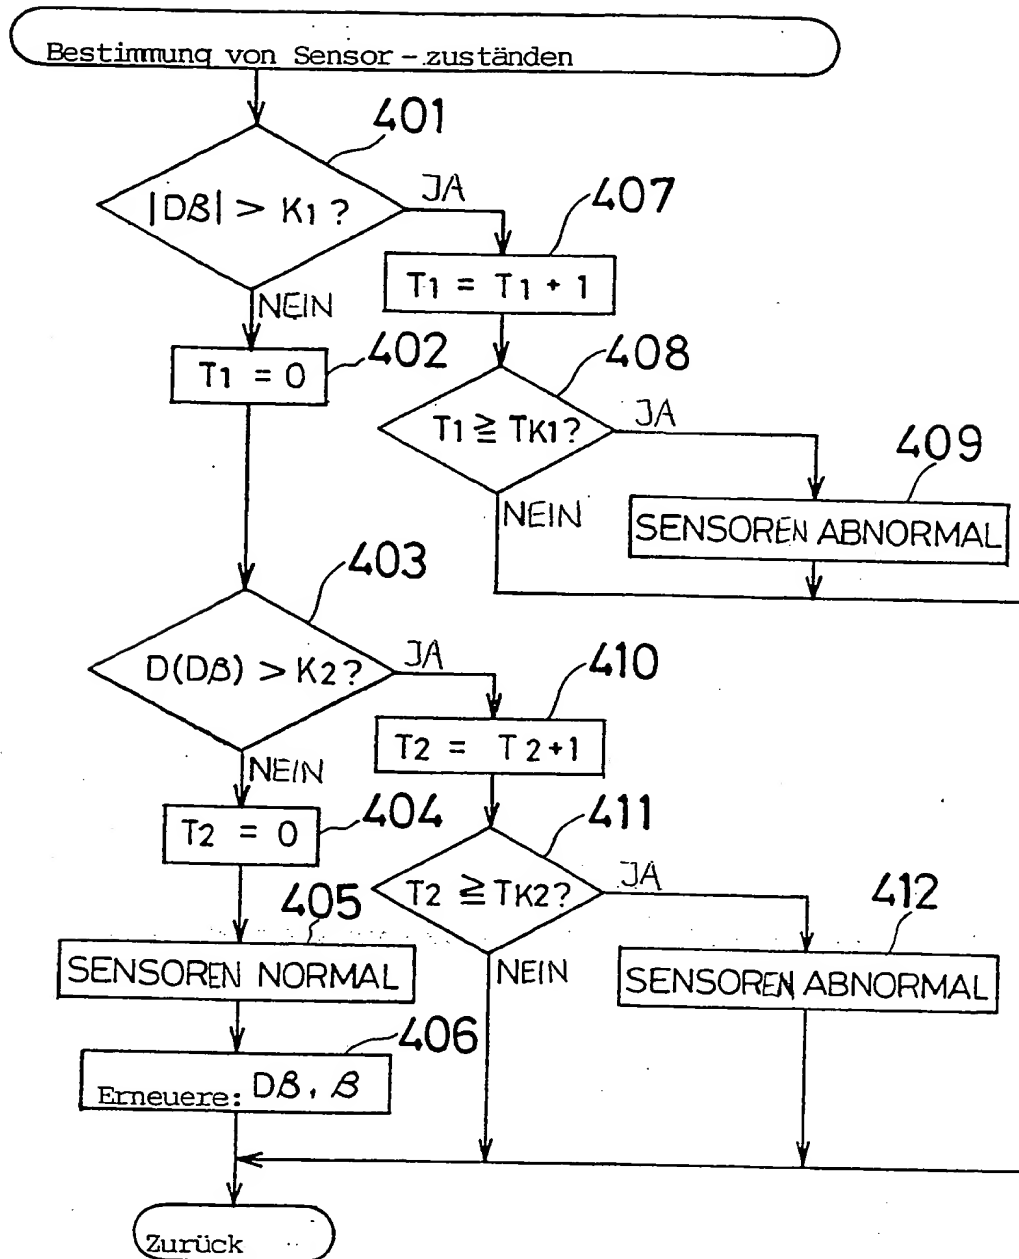 Bestimmung von Sensor - zuständen
401
|Dβ| > K1 ?
JA
407
T1 = T1 + 1
NEIN
402
T1 = 0
408
T1 ≧ TK1?
JA
409
NEIN
SENSOREN ABNORMAL
403
D(Dβ) > K2?
JA
410
T2 = T2+1
NEIN
404
T2 = 0
411
T2 ≧ TK2?
JA
412
405
SENSOREN NORMAL
NEIN
SENSOREN ABNORMAL
406
Erneuere: Dβ, β
Zurück